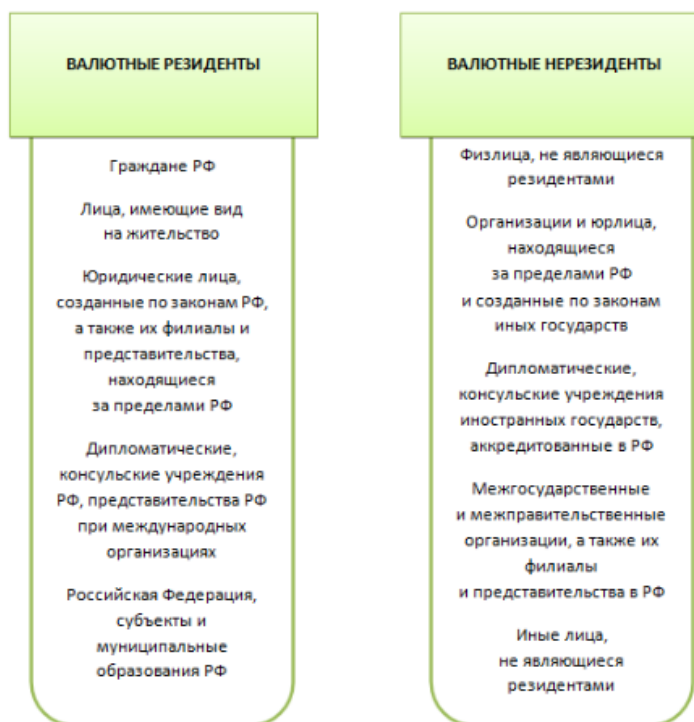 ВАЛЮТНЫЕ РЕЗИДЕНТЫ
Граждане РФ
Лица, имеющие вид
на жительство
Юридические лица,
созданные по законам РФ,
а также их филиалы и
представительства,
находящиеся
за пределами РФ
Дипломатические,
консульские учреждения
РФ, представительства РФ
при международных
организациях
Российская Федерация,
субъекты и
муниципальные
образования РФ
ВАЛЮТНЫЕ НЕРЕЗИДЕНТЫ
Физлица, не являющиеся
резидентами
Организации и юрлица,
находящиеся
за пределами РФ
и созданные по законам
иных государств
Дипломатические,
консульские учреждения
иностранных государств,
аккредитованные в РФ
Межгосударственные
и межправительственные
организации, а также их
филиалы
и представительства в РФ
Иные лица,
не являющиеся
резидентами